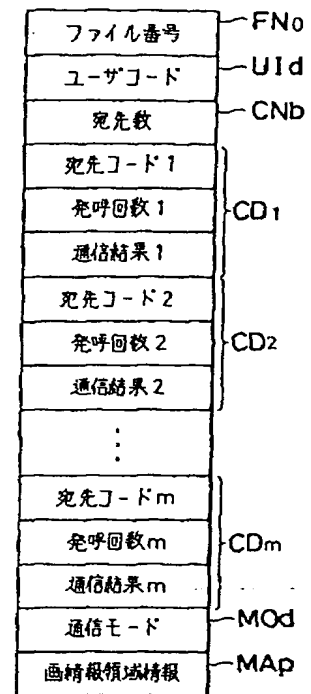 ファイル番号 FNo
ユーザコード UId
宛先数 CNb
宛先コード1
発呼回数1 CD1
通信結果1
宛先コード2
発呼回数2 CD2
通信結果2
⋮
宛先コードm
発呼回数m CDm
通信結果m
通信モード MOd
画情報領域情報 MAp